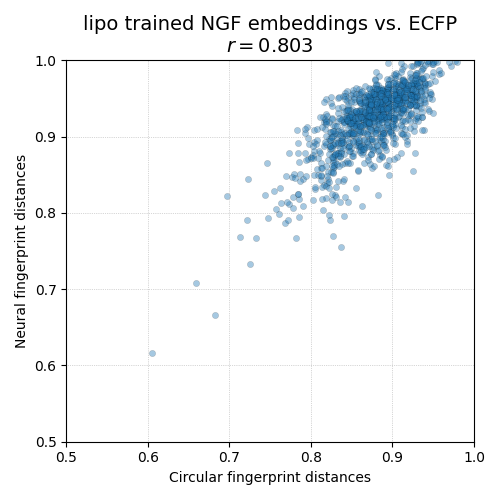 lipo trained NGF embeddings vs. ECFP
r = 0.803
1.0
0.9
0.8
0.7
0.6
0.5
Neural fingerprint distances
0.5 0.6 0.7 0.8 0.9 1.0
Circular fingerprint distances